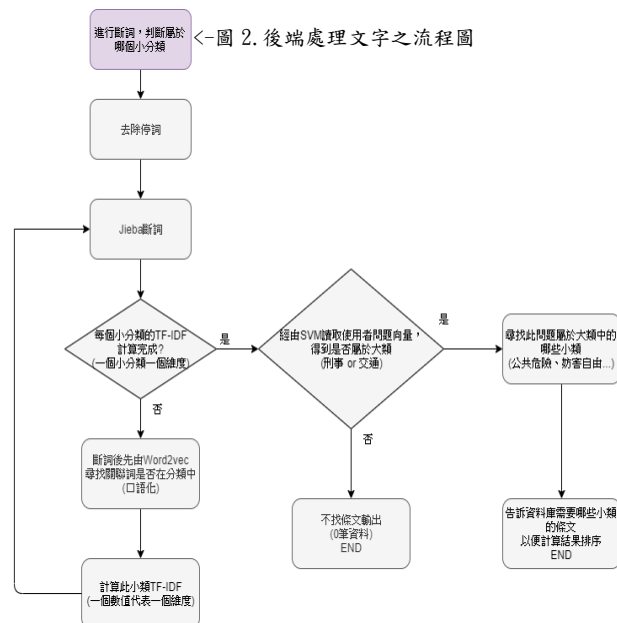 進行斷詞，判斷屬於
哪個小分類
<-圖 2.後端處理文字之流程圖
去除停詞
Jieba斷詞
每個小分類的TF-IDF
計算完成?
(一個小分類一個維度)
是
經由SVM讀取使用者問題向量，
得到是否屬於大類
(刑事 or 交通)
是
尋找此問題屬於大類中的
哪些小類
(公共危險、妨害自由...)
否
否
斷詞後先由Word2vec
尋找關聯詞是否在分類中
(口語化)
不找條文輸出
(0筆資料)
END
告訴資料庫需要哪些小類
的條文
以便計算結果排序
END
計算此小類TF-IDF
(一個數值代表一個維度)